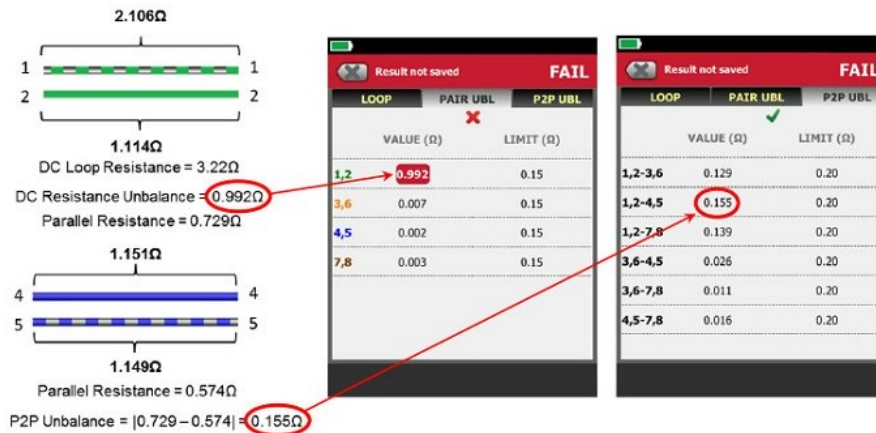 2.106Ω
1 1
2 2
1.114Ω
DC Loop Resistance = 3.22Ω
DC Resistance Unbalance = 0.992Ω
Parallel Resistance = 0.729Ω
1.151Ω
4 4
5 5
1.149Ω
Parallel Resistance = 0.574Ω
P2P Unbalance = |0.729 – 0.574| = 0.155Ω
Result not saved FAIL
LOOP PAIR UBL P2P UBL
VALUE (Ω) LIMIT (Ω)
1,2 0.992 0.15
3,6 0.007 0.15
4,5 0.002 0.15
7,8 0.003 0.15
Result not saved FAIL
LOOP PAIR UBL P2P UBL
VALUE (Ω) LIMIT (Ω)
1,2-3,6 0.129 0.20
1,2-4,5 0.155 0.20
1,2-7,8 0.139 0.20
3,6-4,5 0.026 0.20
3,6-7,8 0.011 0.20
4,5-7,8 0.016 0.20